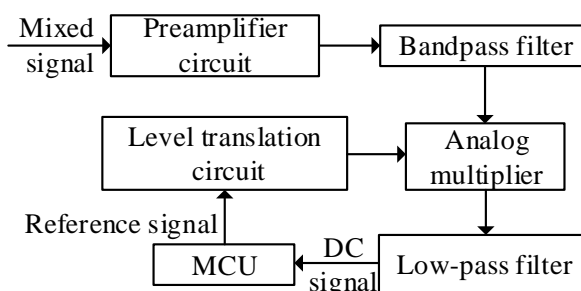 Mixed
signal
Preamplifier
circuit
Bandpass filter
Level translation
circuit
Analog
multiplier
Reference signal
MCU
DC
signal
Low-pass filter